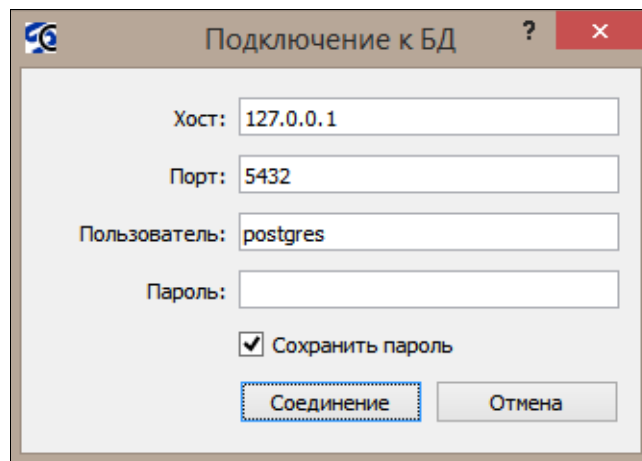 Подключение к БД ? ×
Хост: 127.0.0.1
Порт: 5432
Пользователь: postgres
Пароль:
Сохранить пароль
Соединение Отмена